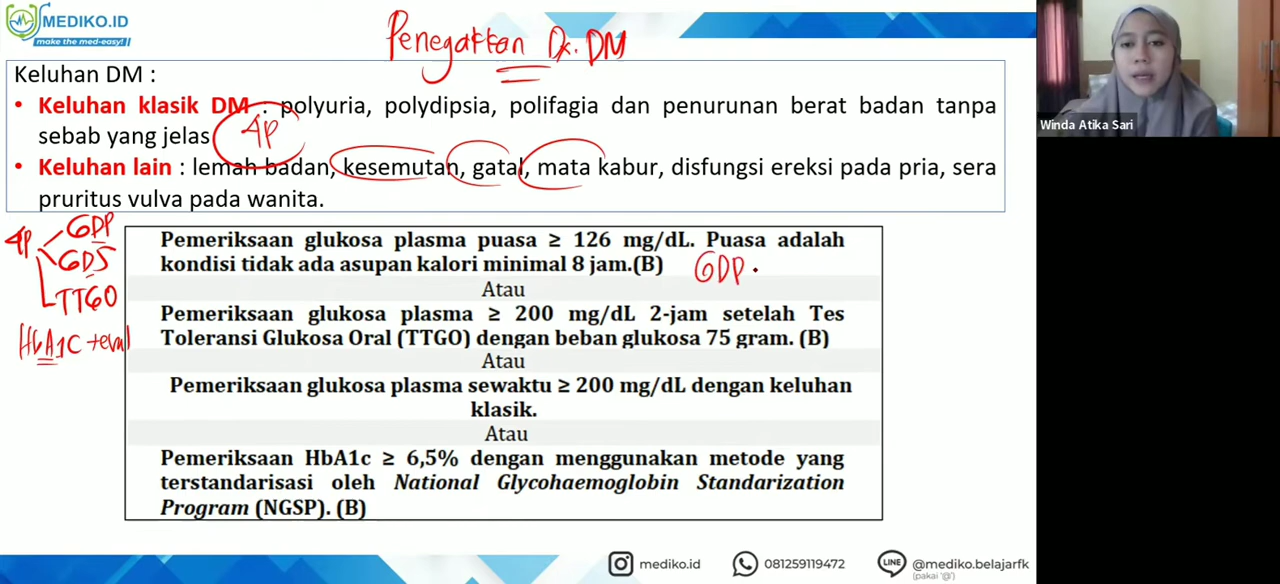 MEDIKO.ID
make the med-easy!
Penegakkan Dx. DM
Keluhan DM :
• Keluhan klasik DM : polyuria, polydipsia, polifagia dan penurunan berat badan tanpa
sebab yang jelas
4P
• Keluhan lain : lemah badan, kesemutan, gatal, mata kabur, disfungsi ereksi pada pria, sera
pruritus vulva pada wanita.
4P
GDP
GDS
TTGO
HbA1C → eval
Pemeriksaan glukosa plasma puasa ≥ 126 mg/dL. Puasa adalah
kondisi tidak ada asupan kalori minimal 8 jam.(B)
GDP
Atau
Pemeriksaan glukosa plasma ≥ 200 mg/dL 2-jam setelah Tes
Toleransi Glukosa Oral (TTGO) dengan beban glukosa 75 gram. (B)
Atau
Pemeriksaan glukosa plasma sewaktu ≥ 200 mg/dL dengan keluhan
klasik.
Atau
Pemeriksaan HbA1c ≥ 6,5% dengan menggunakan metode yang
terstandarisasi oleh National Glycohaemoglobin Standarization
Program (NGSP). (B)
mediko.id
081259119472
LINE
@mediko.belajarfk
(pakai '@')
Winda Atika Sari